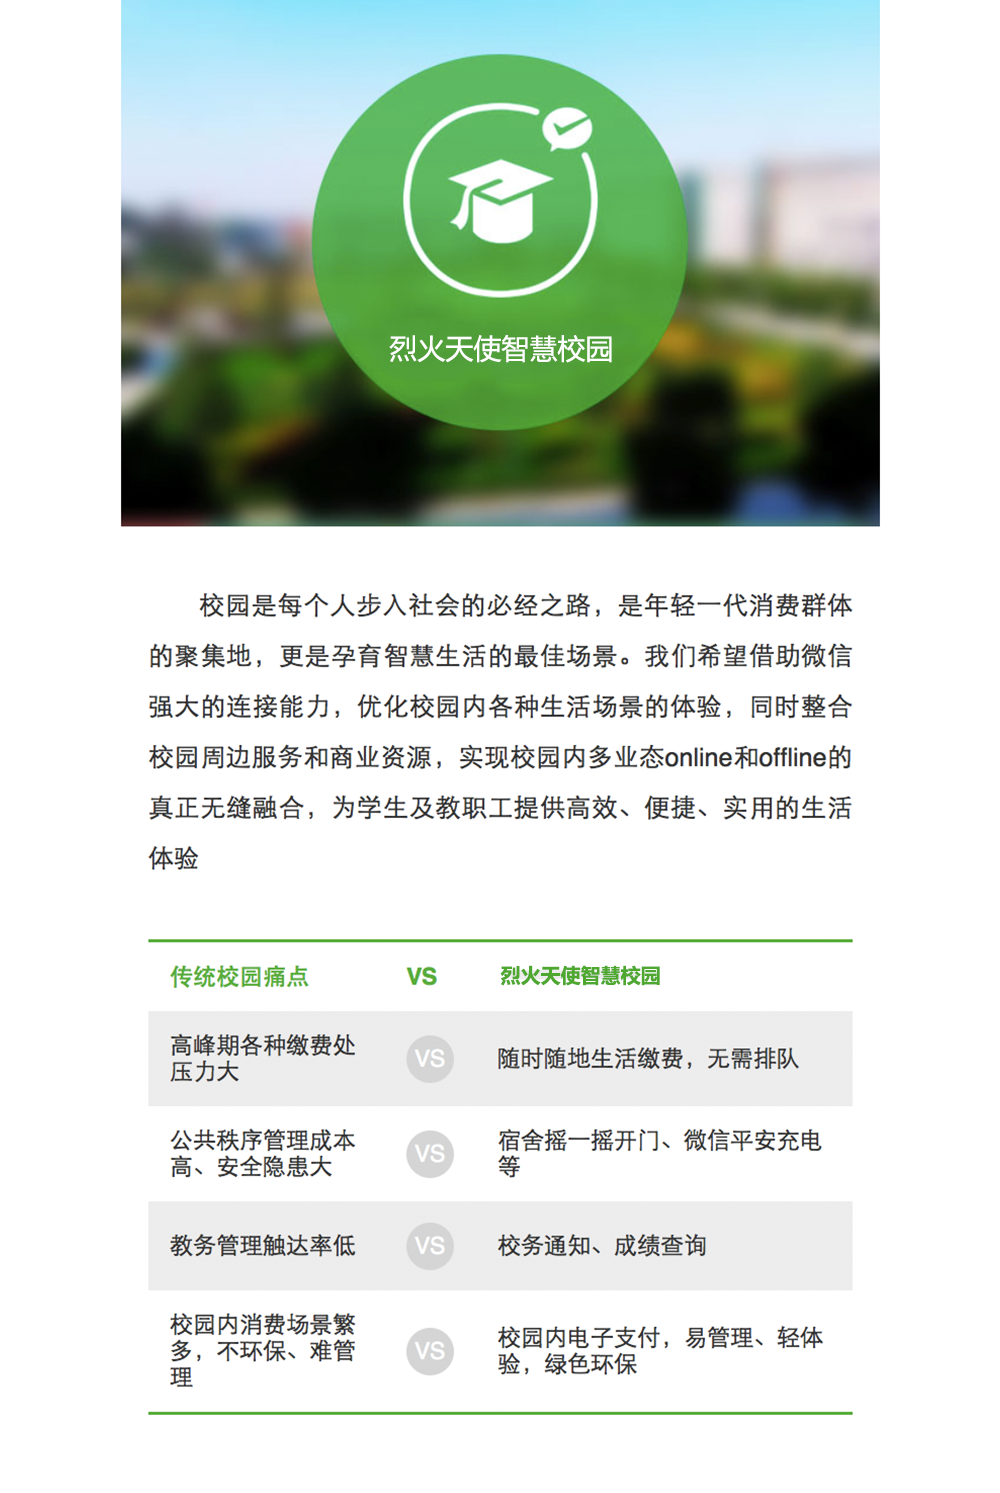 烈火天使智慧校园
校园是每个人步入社会的必经之路，是年轻一代消费群体
的聚集地，更是孕育智慧生活的最佳场景。我们希望借助微信
强大的连接能力，优化校园内各种生活场景的体验，同时整合
校园周边服务和商业资源，实现校园内多业态online和offline的
真正无缝融合，为学生及教职工提供高效、便捷、实用的生活
体验
传统校园痛点 VS 烈火天使智慧校园
高峰期各种缴费处
压力大
VS
随时随地生活缴费，无需排队
公共秩序管理成本
高、安全隐患大
VS
宿舍摇一摇开门、微信平安充电
等
教务管理触达率低
VS
校务通知、成绩查询
校园内消费场景繁
多，不环保、难管
理
VS
校园内电子支付，易管理、轻体
验，绿色环保